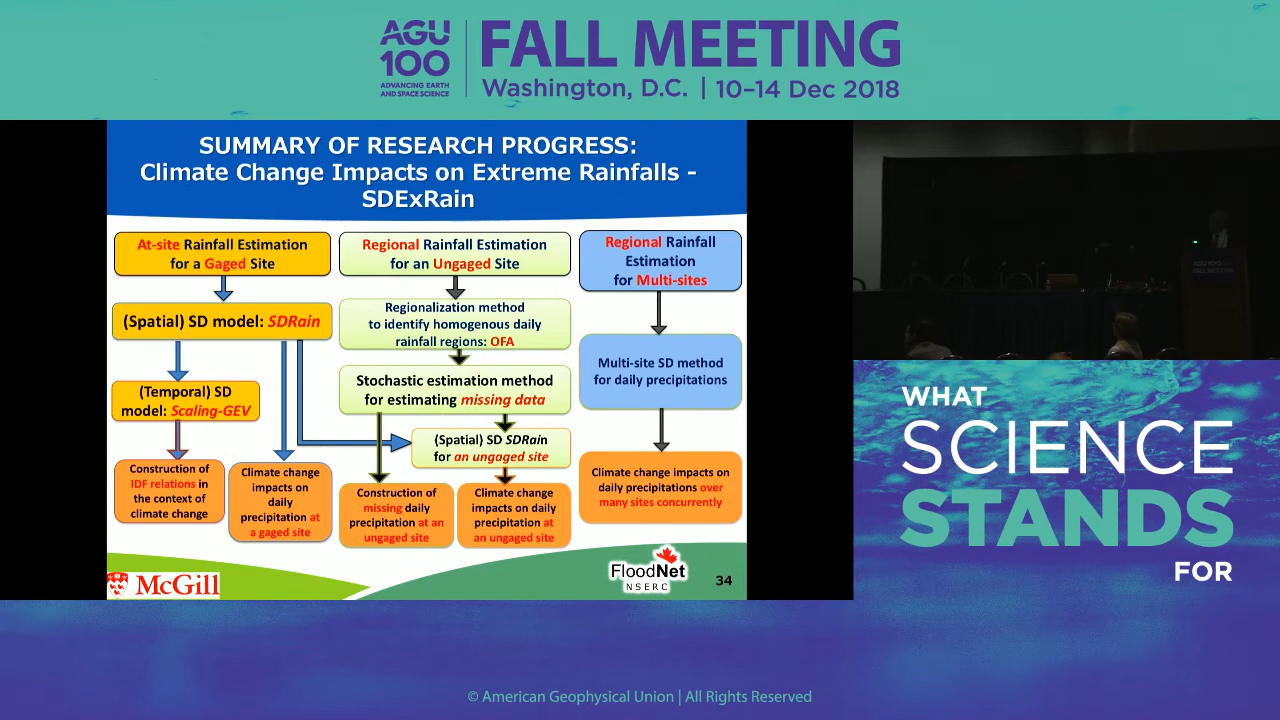 AGU
100
ADVANCING EARTH
AND SPACE SCIENCE
FALL MEETING
Washington, D.C. | 10–14 Dec 2018
SUMMARY OF RESEARCH PROGRESS:
Climate Change Impacts on Extreme Rainfalls -
SDExRain
At-site Rainfall Estimation
for a Gaged Site
(Spatial) SD model: SDRain
(Temporal) SD
model: Scaling-GEV
Construction of
IDF relations in
the context of
climate change
Climate change
impacts on
daily
precipitation at
a gaged site
Regional Rainfall Estimation
for an Ungaged Site
Regionalization method
to identify homogenous daily
rainfall regions: OFA
Stochastic estimation method
for estimating missing data
(Spatial) SD SDRain
for an ungaged site
Construction of
missing daily
precipitation at an
ungaged site
Climate change
impacts on daily
precipitation at
an ungaged site
Regional Rainfall
Estimation
for Multi-sites
Multi-site SD method
for daily precipitations
Climate change impacts on
daily precipitations over
many sites concurrently
McGill
FloodNet
NSERC
34
AGU 100
FALL MEETING
WHAT
SCIENCE
STANDS
FOR
© American Geophysical Union | All Rights Reserved